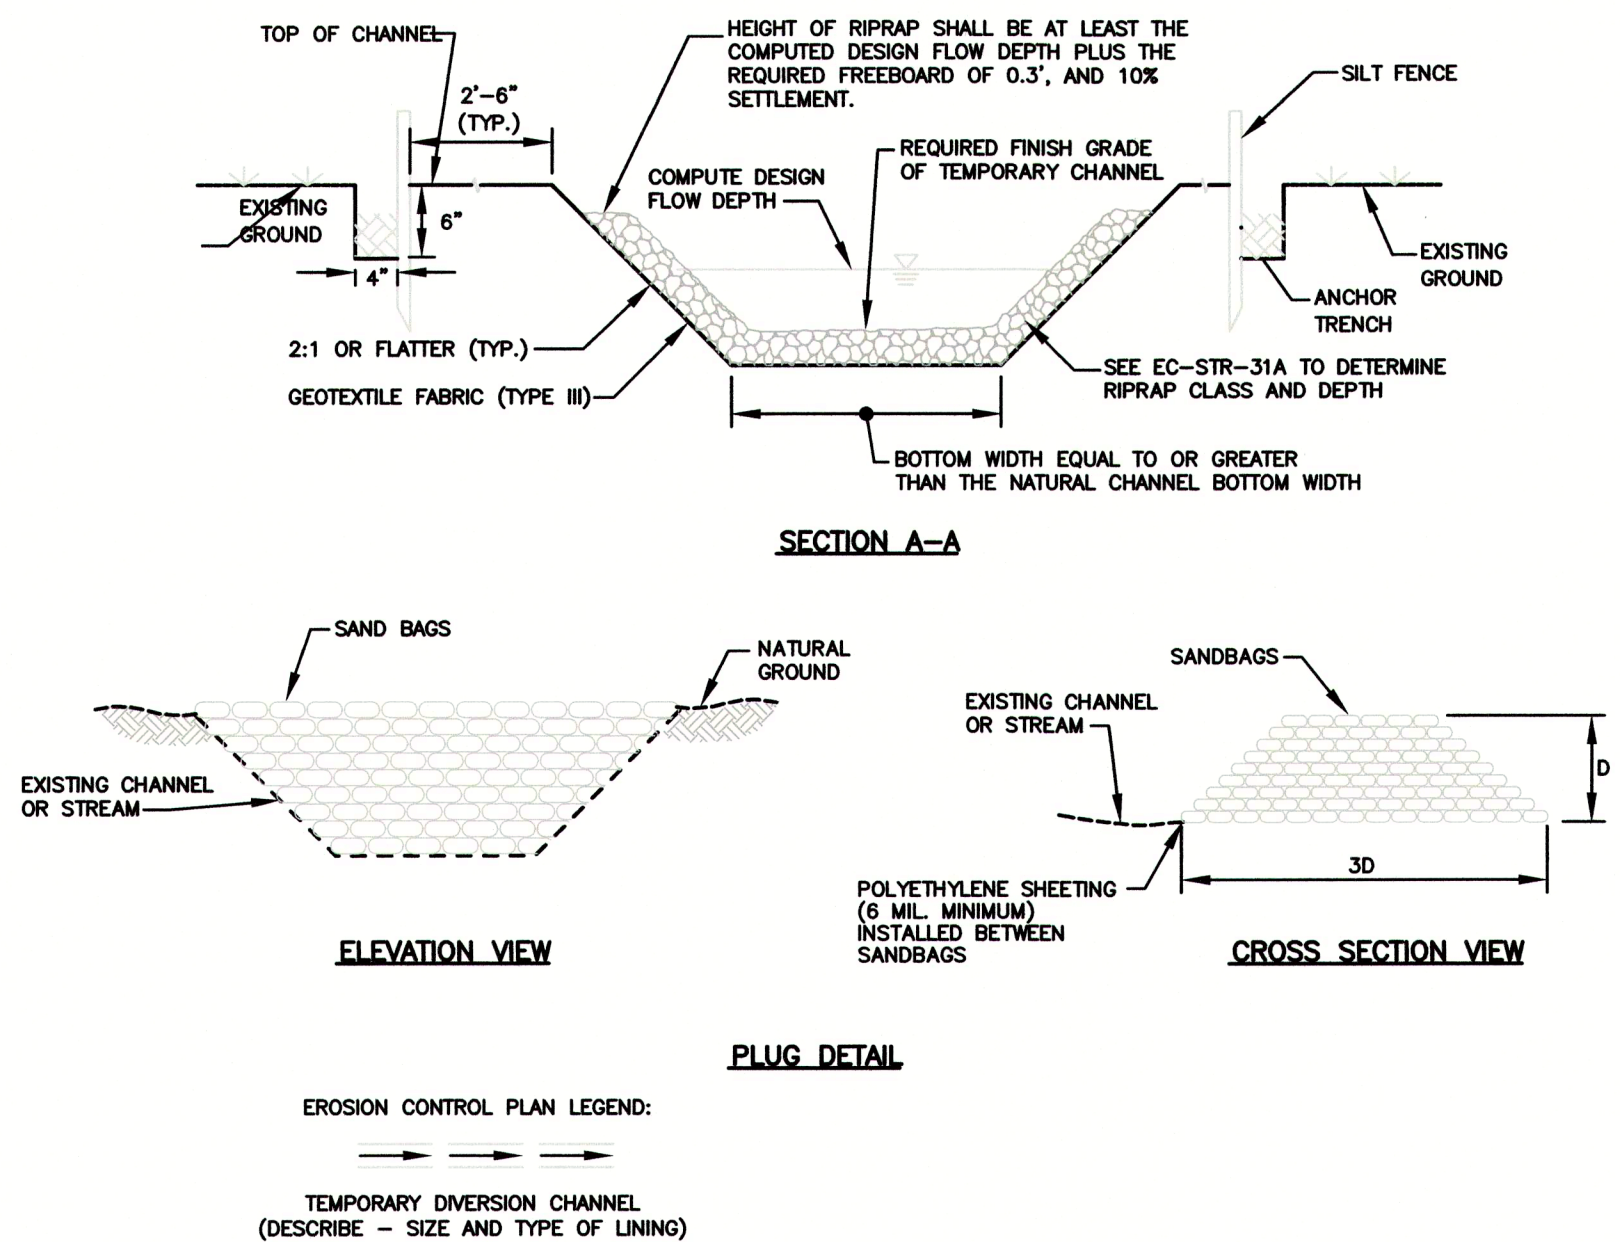 TOP OF CHANNEL
2'-6"
(TYP.)
HEIGHT OF RIPRAP SHALL BE AT LEAST THE
COMPUTED DESIGN FLOW DEPTH PLUS THE
REQUIRED FREEBOARD OF 0.3', AND 10%
SETTLEMENT.
SILT FENCE
REQUIRED FINISH GRADE
OF TEMPORARY CHANNEL
COMPUTE DESIGN
FLOW DEPTH
EXISTING
GROUND
6"
4"
EXISTING
GROUND
ANCHOR
TRENCH
2:1 OR FLATTER (TYP.)
GEOTEXTILE FABRIC (TYPE III)
SEE EC-STR-31A TO DETERMINE
RIPRAP CLASS AND DEPTH
BOTTOM WIDTH EQUAL TO OR GREATER
THAN THE NATURAL CHANNEL BOTTOM WIDTH
SECTION A-A
SAND BAGS
NATURAL
GROUND
EXISTING CHANNEL
OR STREAM
ELEVATION VIEW
SANDBAGS
EXISTING CHANNEL
OR STREAM
D
3D
POLYETHYLENE SHEETING
(6 MIL. MINIMUM)
INSTALLED BETWEEN
SANDBAGS
CROSS SECTION VIEW
PLUG DETAIL
EROSION CONTROL PLAN LEGEND:
TEMPORARY DIVERSION CHANNEL
(DESCRIBE - SIZE AND TYPE OF LINING)